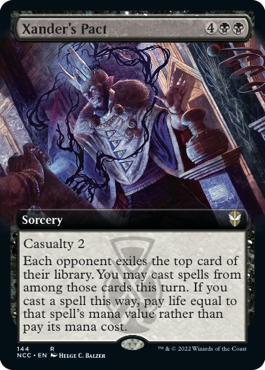 Xander's Pact 4
Sorcery
Casualty 2
Each opponent exiles the top card of
their library. You may cast spells from
among those cards this turn. If you
cast a spell this way, pay life equal to
that spell's mana value rather than
pay its mana cost.
144 R
NCC • EN HELGE C. BALZER
™ & © 2022 Wizards of the Coast